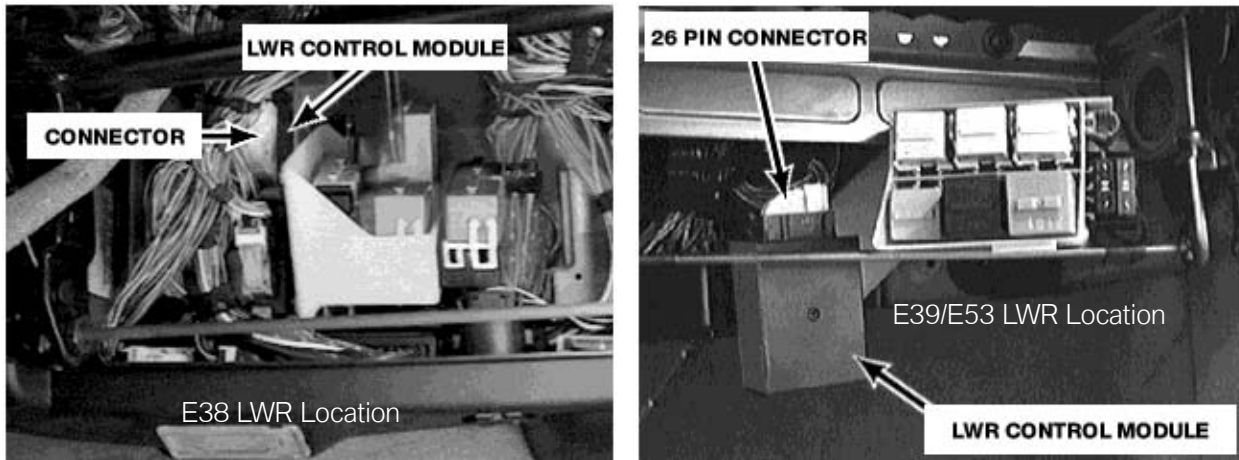 LWR CONTROL MODULE
CONNECTOR
E38 LWR Location
26 PIN CONNECTOR
E39/E53 LWR Location
LWR CONTROL MODULE